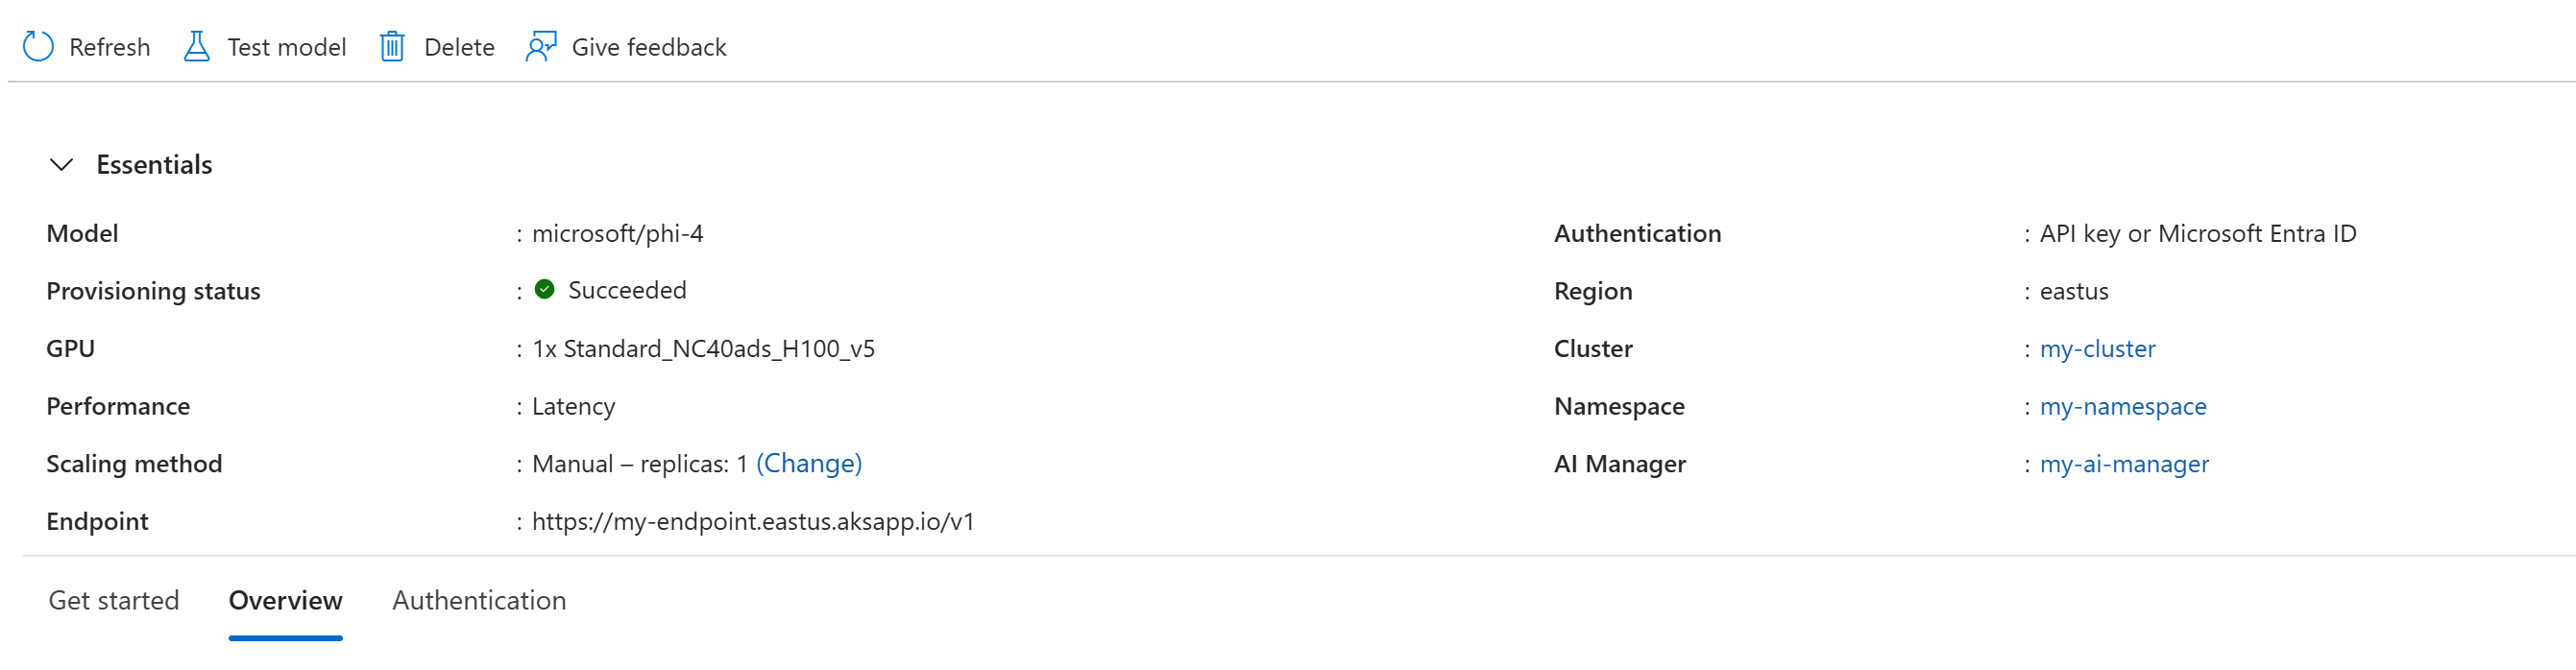 Refresh Test model Delete Give feedback
Essentials
Model : microsoft/phi-4
Provisioning status : Succeeded
GPU : 1x Standard_NC40ads_H100_v5
Performance : Latency
Scaling method : Manual – replicas: 1 (Change)
Endpoint : https://my-endpoint.eastus.aksapp.io/v1
Authentication : API key or Microsoft Entra ID
Region : eastus
Cluster : my-cluster
Namespace : my-namespace
AI Manager : my-ai-manager
Get started Overview Authentication